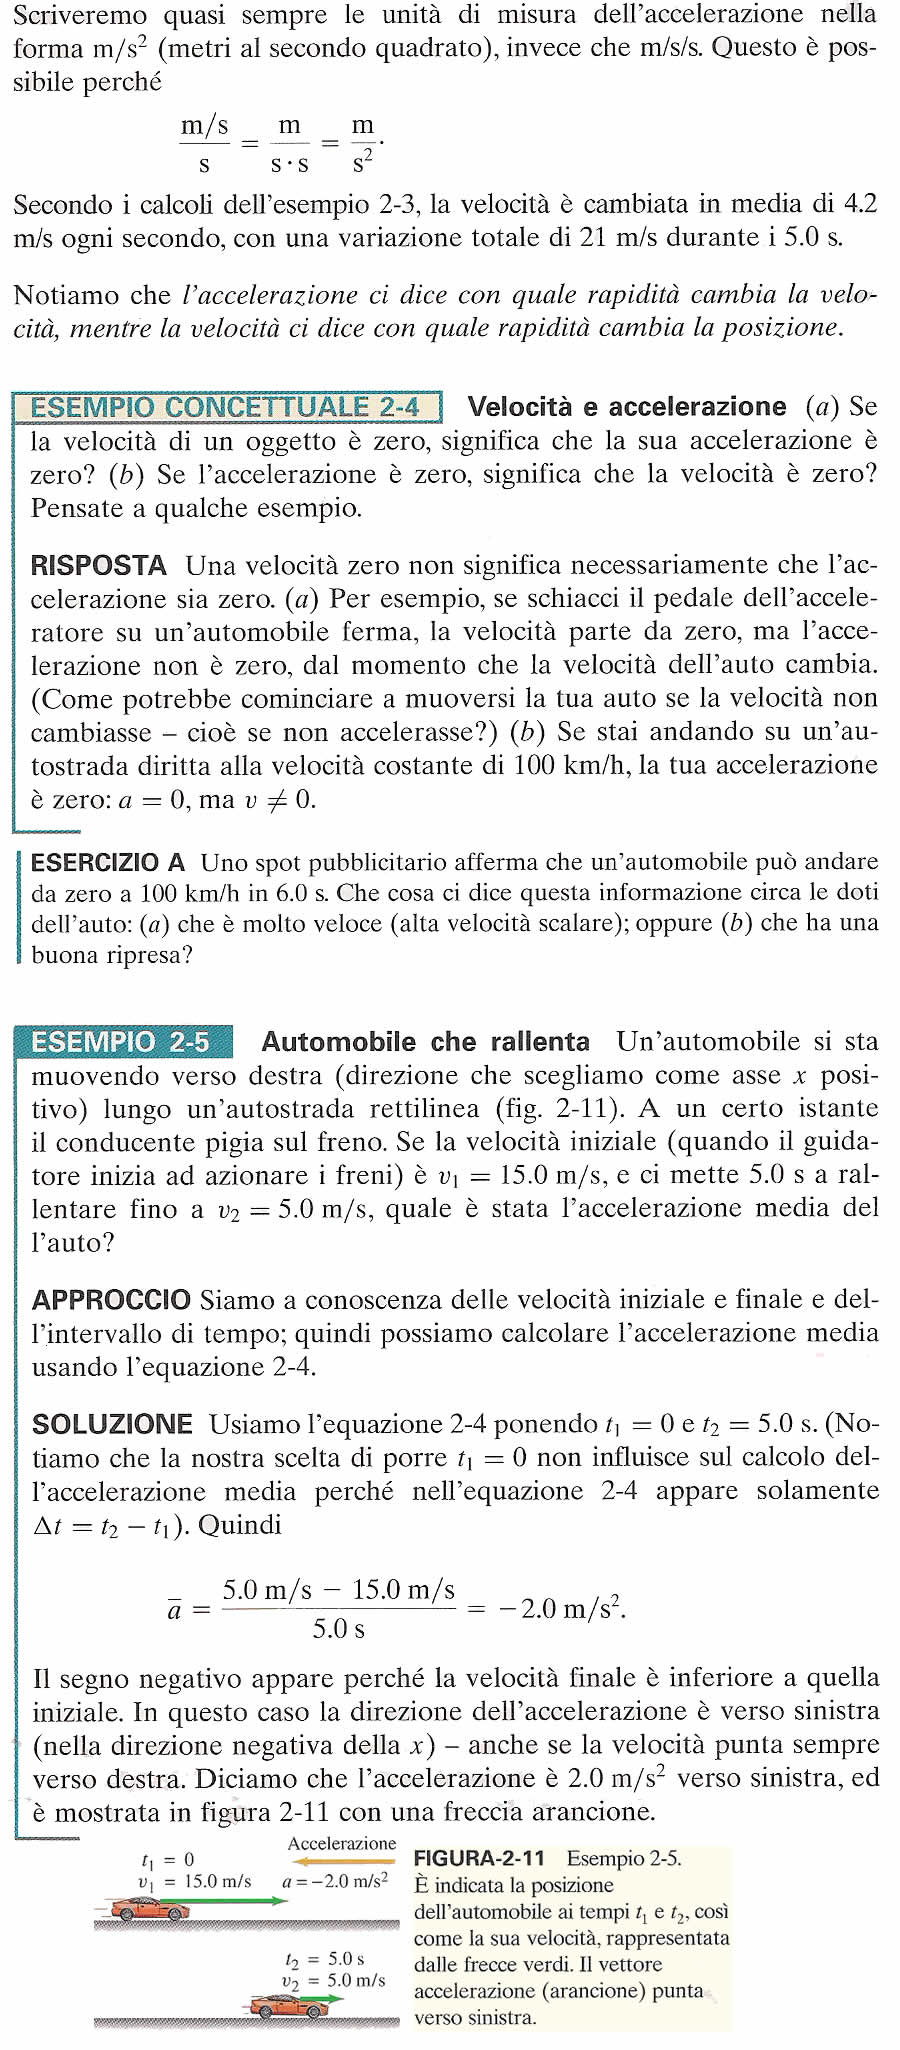 Scriveremo quasi sempre le unità di misura dell'accelerazione nella
forma m/s² (metri al secondo quadrato), invece che m/s/s. Questo è pos-
sibile perché
(m/s)/s = m/(s · s) = m/s².
Secondo i calcoli dell'esempio 2-3, la velocità è cambiata in media di 4.2
m/s ogni secondo, con una variazione totale di 21 m/s durante i 5.0 s.
Notiamo che l'accelerazione ci dice con quale rapidità cambia la velo-
cità, mentre la velocità ci dice con quale rapidità cambia la posizione.
ESEMPIO CONCETTUALE 2-4 Velocità e accelerazione (a) Se
la velocità di un oggetto è zero, significa che la sua accelerazione è
zero? (b) Se l'accelerazione è zero, significa che la velocità è zero?
Pensate a qualche esempio.
RISPOSTA Una velocità zero non significa necessariamente che l'ac-
celerazione sia zero. (a) Per esempio, se schiacci il pedale dell'accele-
ratore su un'automobile ferma, la velocità parte da zero, ma l'acce-
lerazione non è zero, dal momento che la velocità dell'auto cambia.
(Come potrebbe cominciare a muoversi la tua auto se la velocità non
cambiasse – cioè se non accelerasse?) (b) Se stai andando su un'au-
tostrada diritta alla velocità costante di 100 km/h, la tua accelerazione
è zero: a = 0, ma v ≠ 0.
ESERCIZIO A Uno spot pubblicitario afferma che un'automobile può andare
da zero a 100 km/h in 6.0 s. Che cosa ci dice questa informazione circa le doti
dell'auto: (a) che è molto veloce (alta velocità scalare); oppure (b) che ha una
buona ripresa?
ESEMPIO 2-5 Automobile che rallenta Un'automobile si sta
muovendo verso destra (direzione che scegliamo come asse x posi-
tivo) lungo un'autostrada rettilinea (fig. 2-11). A un certo istante
il conducente pigia sul freno. Se la velocità iniziale (quando il guida-
tore inizia ad azionare i freni) è v₁ = 15.0 m/s, e ci mette 5.0 s a ral-
lentare fino a v₂ = 5.0 m/s, quale è stata l'accelerazione media del
l'auto?
APPROCCIO Siamo a conoscenza delle velocità iniziale e finale e del-
l'intervallo di tempo; quindi possiamo calcolare l'accelerazione media
usando l'equazione 2-4.
SOLUZIONE Usiamo l'equazione 2-4 ponendo t₁ = 0 e t₂ = 5.0 s. (No-
tiamo che la nostra scelta di porre t₁ = 0 non influisce sul calcolo del-
l'accelerazione media perché nell'equazione 2-4 appare solamente
Δt = t₂ − t₁). Quindi
a̅ = (5.0 m/s − 15.0 m/s)/5.0 s = −2.0 m/s².
Il segno negativo appare perché la velocità finale è inferiore a quella
iniziale. In questo caso la direzione dell'accelerazione è verso sinistra
(nella direzione negativa della x) – anche se la velocità punta sempre
verso destra. Diciamo che l'accelerazione è 2.0 m/s² verso sinistra, ed
è mostrata in figura 2-11 con una freccia arancione.
Accelerazione
t₁ = 0
v₁ = 15.0 m/s a = −2.0 m/s²
t₂ = 5.0 s
v₂ = 5.0 m/s
FIGURA-2-11 Esempio 2-5.
È indicata la posizione
dell'automobile ai tempi t₁ e t₂, così
come la sua velocità, rappresentata
dalle frecce verdi. Il vettore
accelerazione (arancione) punta
verso sinistra.